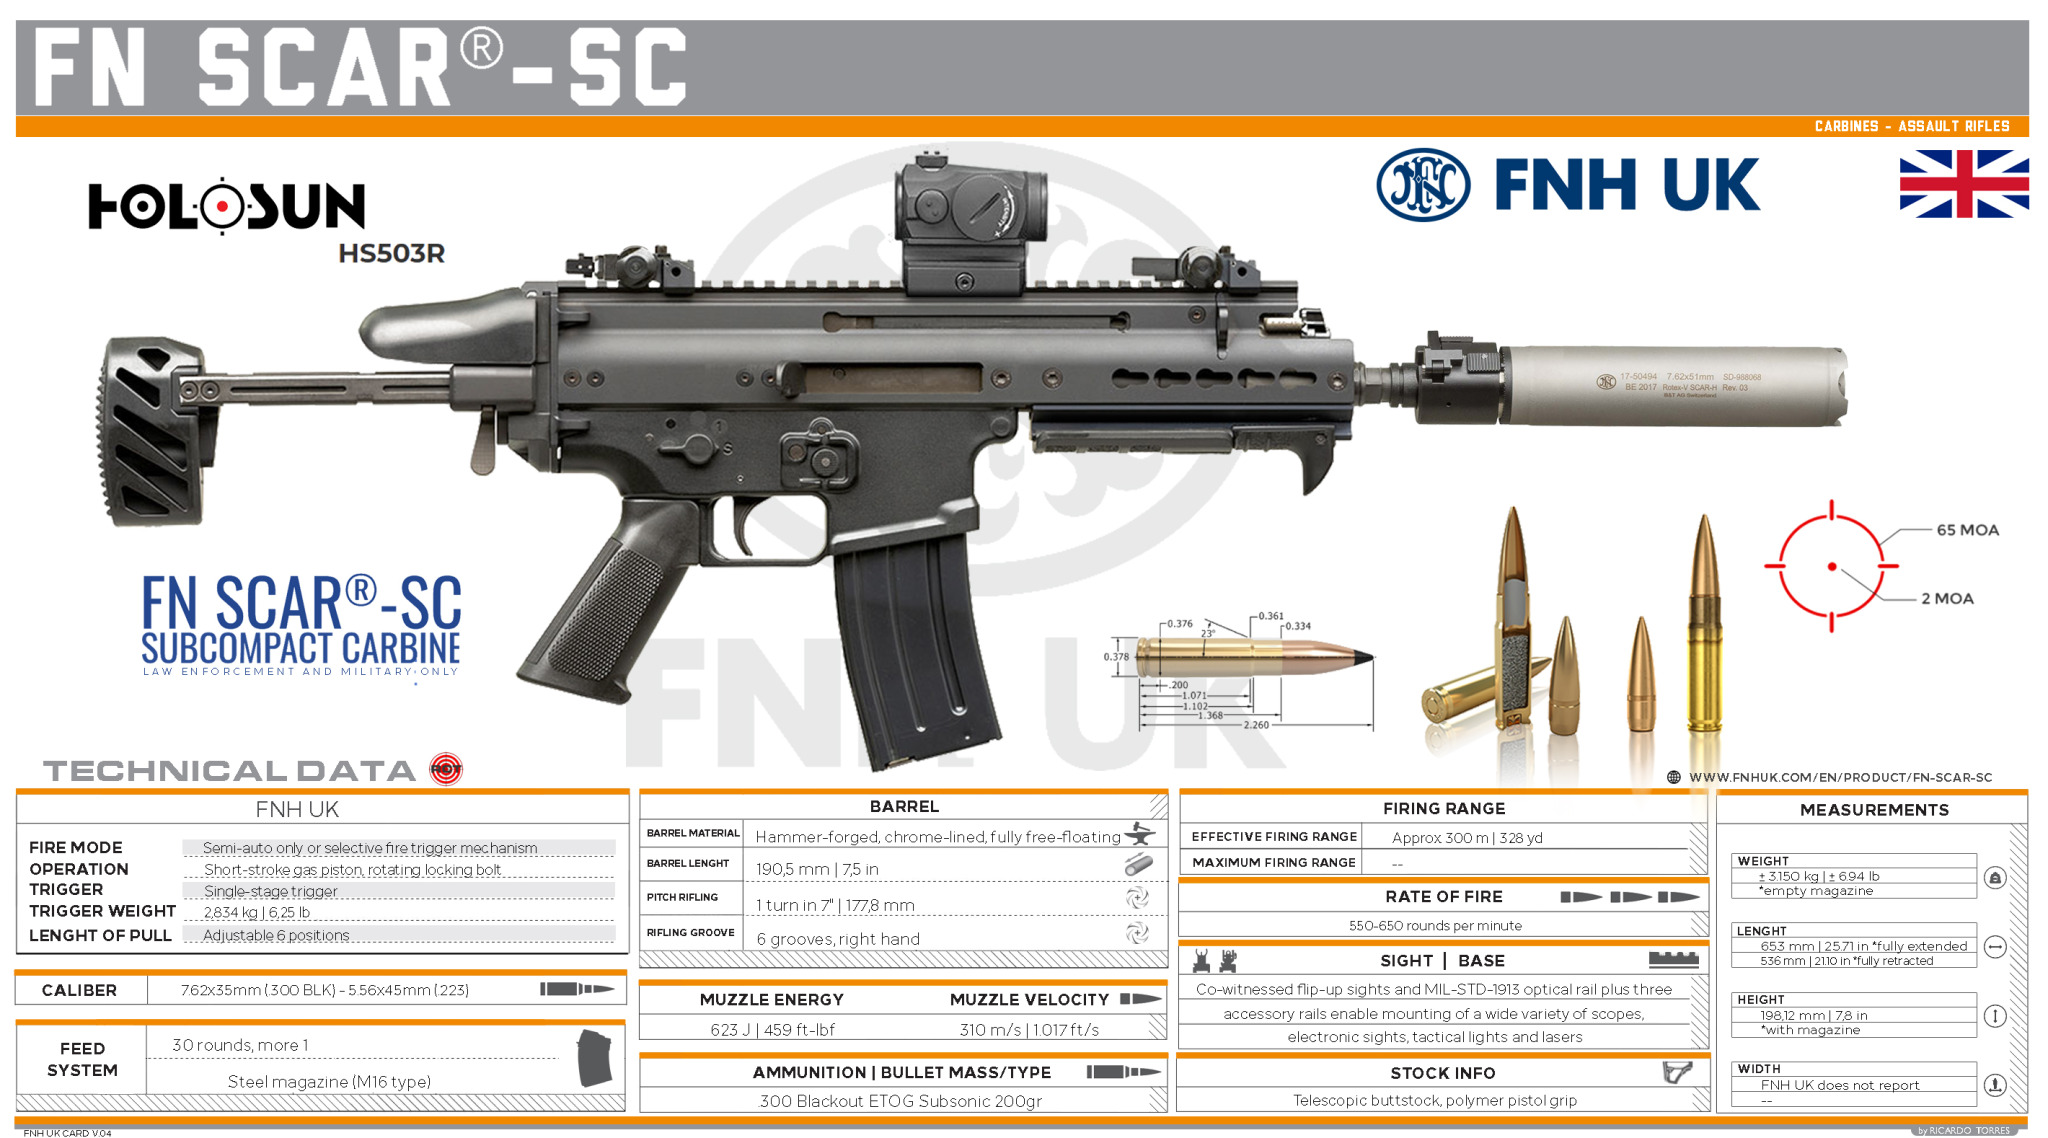 FN SCAR®-SC
CARBINES - ASSAULT RIFLES
HOLOSUN
HS503R
FN
FNH UK
17-50494 7.62x51mm SD-988068
BE 2017 Rotex-V SCAR-H Rev. 03
B&T AG Switzerland
1
S
FN SCAR®-SC
SUBCOMPACT CARBINE
LAW ENFORCEMENT AND MILITARY ONLY
FNH UK
0.376
23°
0.361
0.334
0.378
.200
1.071
1.102
1.368
2.260
65 MOA
2 MOA
TECHNICAL DATA
WWW.FNHUK.COM/EN/PRODUCT/FN-SCAR-SC
FNH UK
FIRE MODE Semi-auto only or selective fire trigger mechanism
OPERATION Short-stroke gas piston, rotating locking bolt
TRIGGER Single-stage trigger
TRIGGER WEIGHT 2,834 kg | 6,25 lb
LENGHT OF PULL Adjustable 6 positions
CALIBER 7.62x35mm (.300 BLK) - 5.56x45mm (.223)
FEED SYSTEM 30 rounds, more 1
Steel magazine (M16 type)
BARREL
BARREL MATERIAL Hammer-forged, chrome-lined, fully free-floating
BARREL LENGHT 190,5 mm | 7,5 in
PITCH RIFLING 1 turn in 7" | 177,8 mm
RIFLING GROOVE 6 grooves, right hand
MUZZLE ENERGY MUZZLE VELOCITY
623 J | 459 ft-lbf 310 m/s | 1.017 ft/s
AMMUNITION | BULLET MASS/TYPE
.300 Blackout ETOG Subsonic 200gr
FIRING RANGE
EFFECTIVE FIRING RANGE Approx 300 m | 328 yd
MAXIMUM FIRING RANGE --
RATE OF FIRE
550-650 rounds per minute
SIGHT | BASE
Co-witnessed flip-up sights and MIL-STD-1913 optical rail plus three
accessory rails enable mounting of a wide variety of scopes,
electronic sights, tactical lights and lasers
STOCK INFO
Telescopic buttstock, polymer pistol grip
MEASUREMENTS
WEIGHT
± 3.150 kg | ± 6.94 lb
*empty magazine
LENGHT
653 mm | 25.71 in *fully extended
536 mm | 21.10 in *fully retracted
HEIGHT
198,12 mm | 7,8 in
*with magazine
WIDTH
FNH UK does not report
--
FNH UK CARD V.04
by RICARDO TORRES